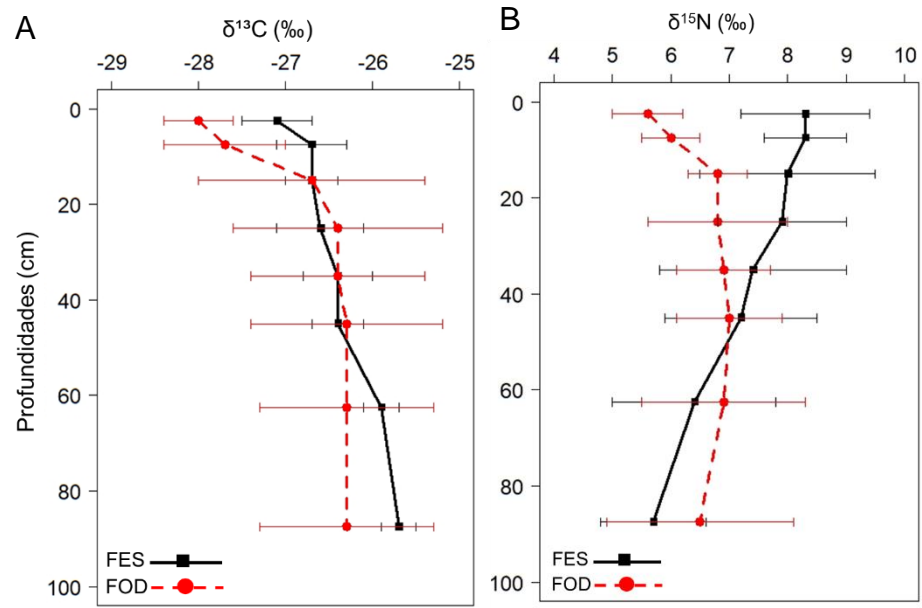 A
δ¹³C (‰)
-29 -28 -27 -26 -25
0
20
40
60
80
100
Profundidades (cm)
FES
FOD
B
δ¹⁵N (‰)
4 5 6 7 8 9 10
0
20
40
60
80
100
FES
FOD